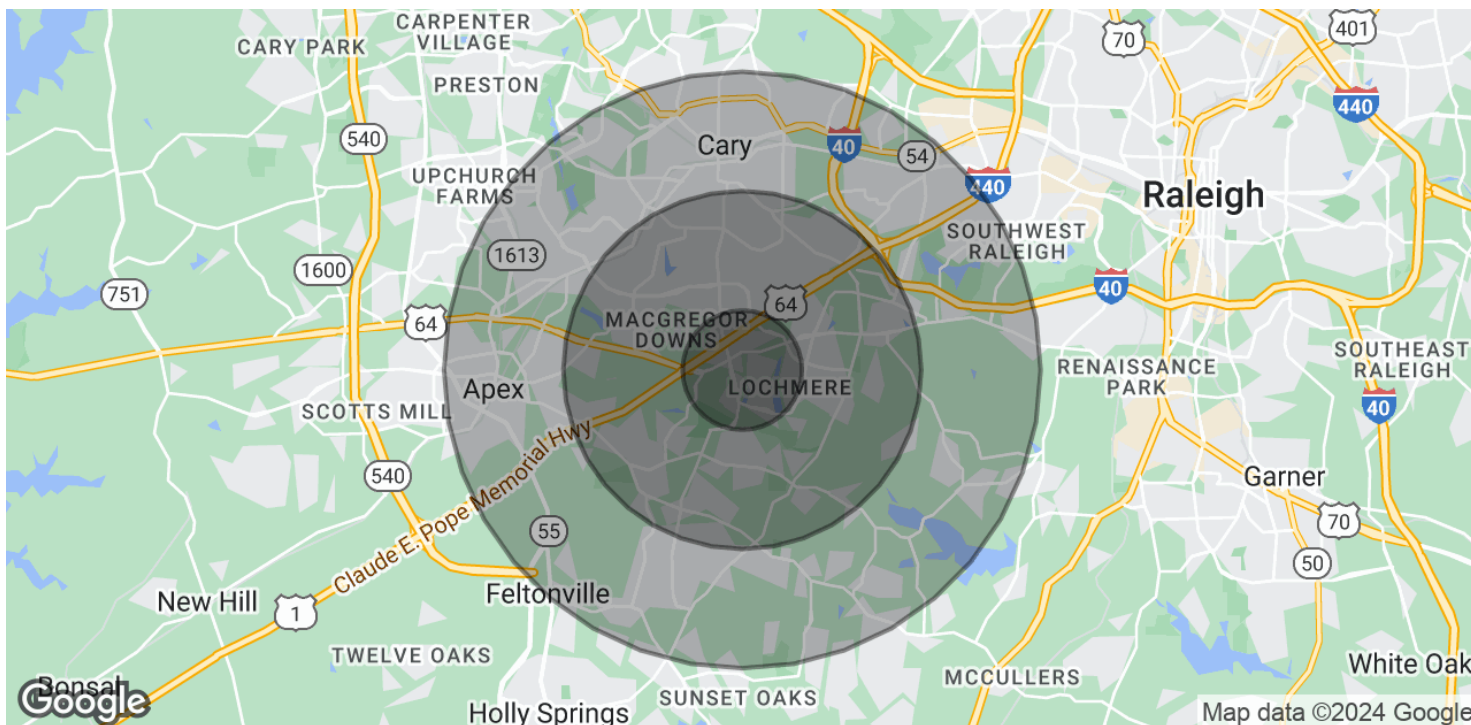 CARPENTER
VILLAGE
CARY PARK
70
401
PRESTON
440
540
Cary
40
54
UPCHURCH
FARMS
440
Raleigh
SOUTHWEST
RALEIGH
1613
1600
751
40
64
64
MACGREGOR
DOWNS
SOUTHEAST
RALEIGH
RENAISSANCE
PARK
Apex
LOCHMERE
SCOTTS MILL
40
540
Claude E. Pope Memorial Hwy
Garner
55
70
50
New Hill
1
Feltonville
TWELVE OAKS
White Oak
MCCULLERS
Bonsal
SUNSET OAKS
Google
Holly Springs
Map data ©2024 Google